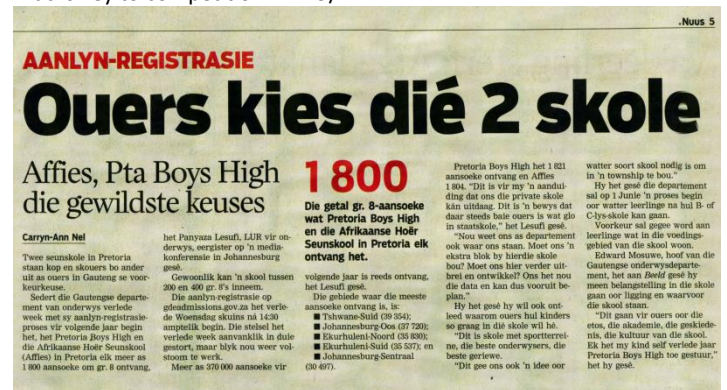 .Nuus 5
AANLYN-REGISTRASIE
Ouers kies dié 2 skole
Affies, Pta Boys High
die gewildste keuses
Carryn-Ann Nel
Twee seunskole in Pretoria
staan kop en skouers bo ander
uit as ouers in Gauteng se voor-
keurkeuse.
Sedert die Gautengse departe-
ment van onderwys verlede
week met sy aanlyn-registrasie-
proses vir volgende jaar begin
het, het Pretoria Boys High en
die Afrikaanse Hoër Seunskool
(Affies) in Pretoria elk meer as
1 800 aansoeke om gr. 8 ontvang,
het Panyaza Lesufi, LUR vir on-
derwys, eergister op 'n media-
konferensie in Johannesburg
gesê.
Gewoonlik kan 'n skool tussen
200 en 400 gr. 8's inneem.
Die aanlyn-registrasie op
gdeadmissions.gov.za het verle-
de Woensdag skuins ná 14:30
amptelik begin. Die stelsel het
verlede week aanvanklik in duie
gestort, maar blyk nou weer vol-
stoom te werk.
Meer as 370 000 aansoeke vir
1 800
Die getal gr. 8-aansoeke
wat Pretoria Boys High
en die Afrikaanse Hoër
Seunskool in Pretoria elk
ontvang het.
volgende jaar is reeds ontvang,
het Lesufi gesê.
Die gebiede waar die meeste
aansoeke ontvang is, is:
■ Tshwane-Suid (39 354);
■ Johannesburg-Oos (37 720);
■ Ekurhuleni-Noord (35 830);
■ Ekurhuleni-Suid (35 537); en
■ Johannesburg-Sentraal
(30 497).
Pretoria Boys High het 1 821
aansoeke ontvang en Affies
1 804. "Dit is vir my 'n aandui-
ding dat ons die private skole
kán uitdaag. Dit is 'n bewys dat
daar steeds baie ouers is wat glo
in staatskole," het Lesufi gesê.
"Nou weet ons as departement
ook waar ons staan. Moet ons 'n
ekstra blok by hierdie skole
bou? Moet ons hier verder uit-
brei en ontwikkel? Ons het nou
die data en kan dus vooruit be-
plan."
Hy het gesê hy wil ook ont-
leed waarom ouers hul kinders
so graag in dié skole wil hê.
"Dit is skole met sportterrei-
ne, die beste onderwysers, die
beste geriewe.
"Dit gee ons ook 'n idee oor
watter soort skool nodig is om
in 'n township te bou."
Hy het gesê die departement
sal op 1 Junie 'n proses begin
oor watter leerlinge na hul B- of
C-lys-skole kan gaan.
Voorkeur sal gegee word aan
leerlinge wat in die voedings-
gebied van die skool woon.
Edward Mosuwe, hoof van die
Gautengse onderwysdeparte-
ment, het aan Beeld gesê hy
meen belangstelling in die skole
gaan oor ligging en waarvoor
die skool staan.
"Dit gaan vir ouers oor die
etos, die akademie, die geskiede-
nis, die kultuur van die skool.
Ek het my kind self verlede jaar
Pretoria Boys High toe gestuur,"
het hy gesê.